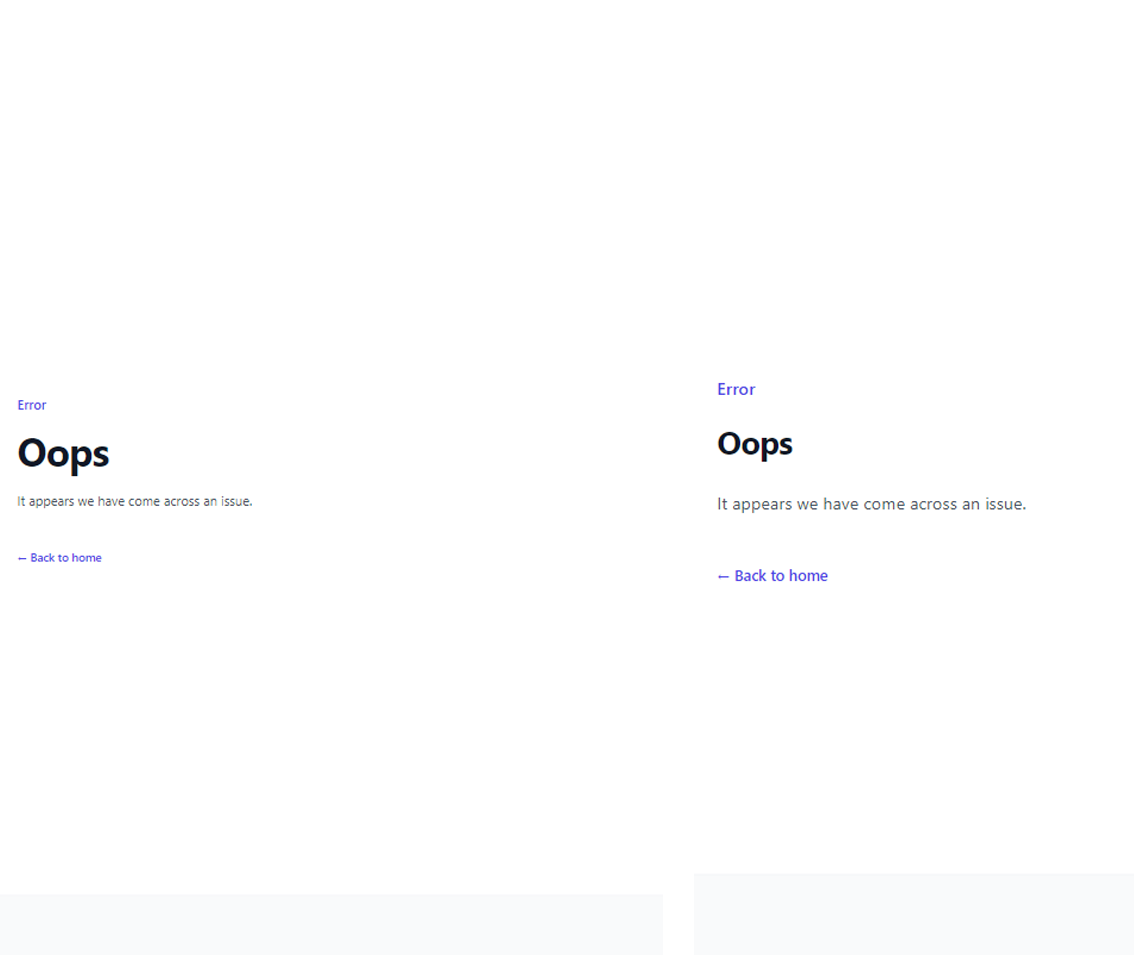 Error
Oops
It appears we have come across an issue.
← Back to home
Error
Oops
It appears we have come across an issue.
← Back to home